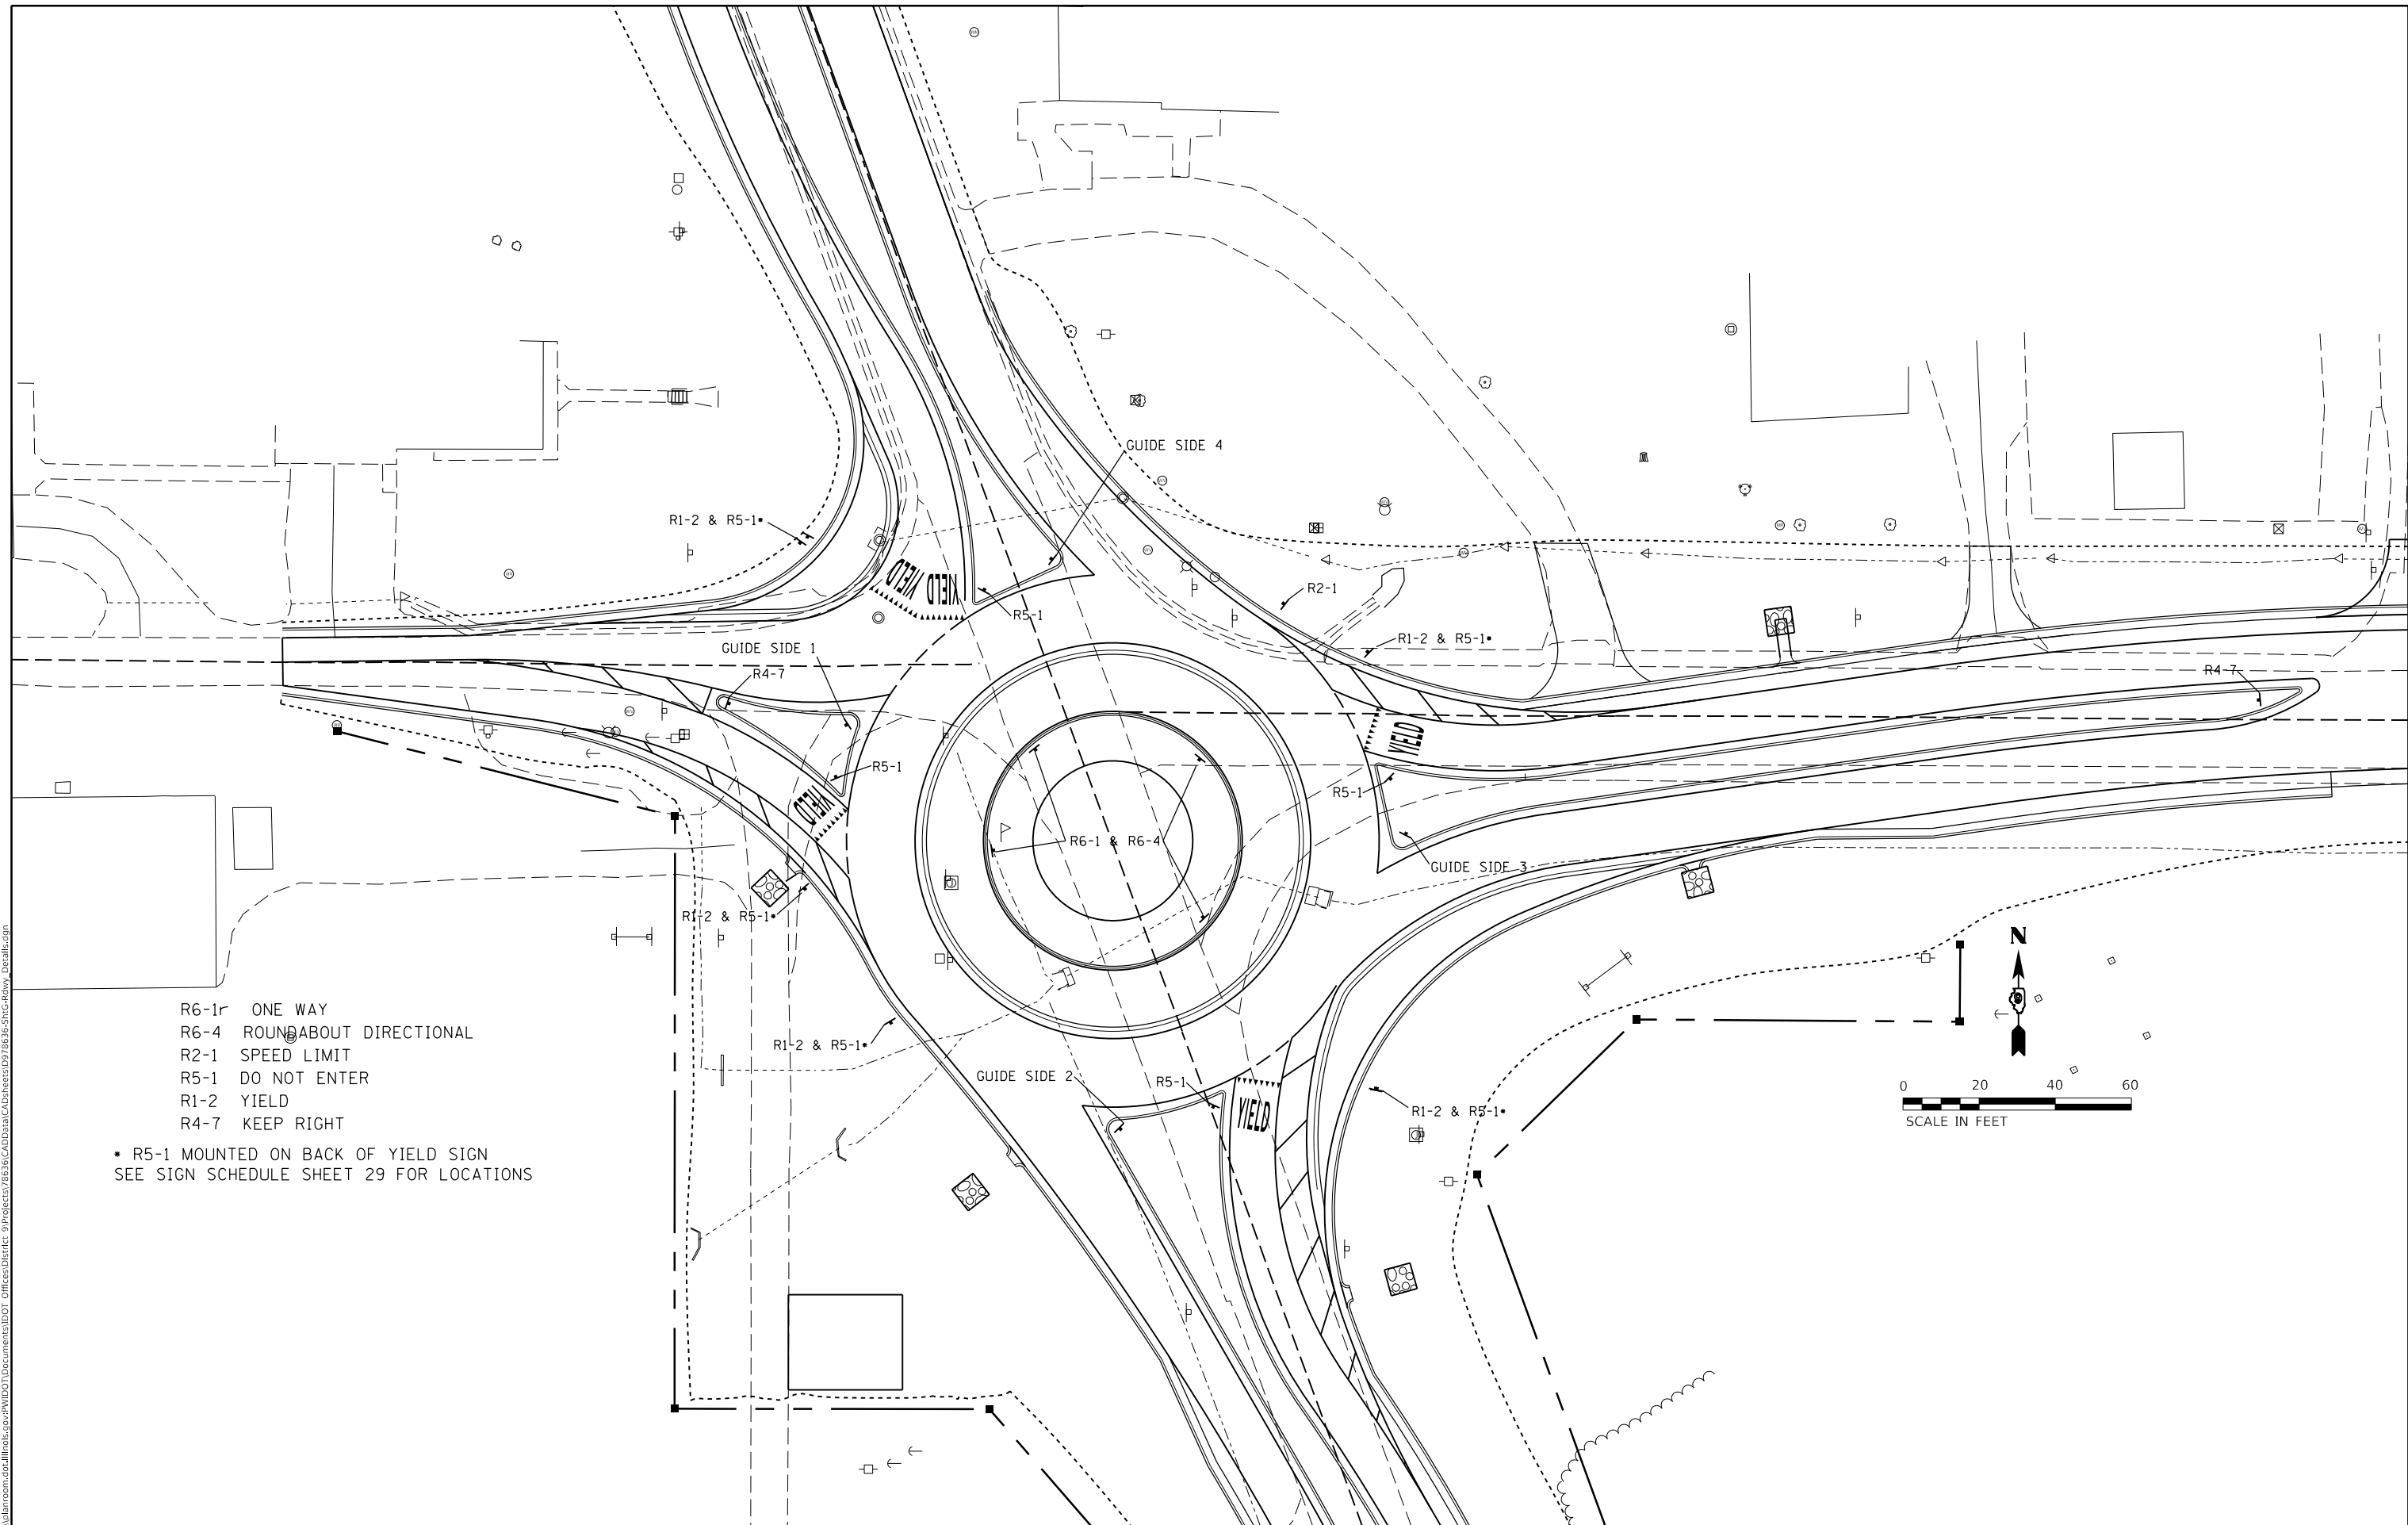 GUIDE SIDE 4
R1-2 & R5-1*
YIELD
YIELD
R2-1
R5-1
R1-2 & R5-1*
GUIDE SIDE 1
R4-7
R4-7
YIELD
R5-1
R5-1
YIELD
R6-1 & R6-4
GUIDE SIDE 3
R1-2 & R5-1*
N
R6-1r ONE WAY
R6-4 ROUNDABOUT DIRECTIONAL
R2-1 SPEED LIMIT
R5-1 DO NOT ENTER
R1-2 YIELD
R4-7 KEEP RIGHT
* R5-1 MOUNTED ON BACK OF YIELD SIGN
SEE SIGN SCHEDULE SHEET 29 FOR LOCATIONS
R1-2 & R5-1*
GUIDE SIDE 2
R5-1
YIELD
R1-2 & R5-1*
0 20 40 60
SCALE IN FEET